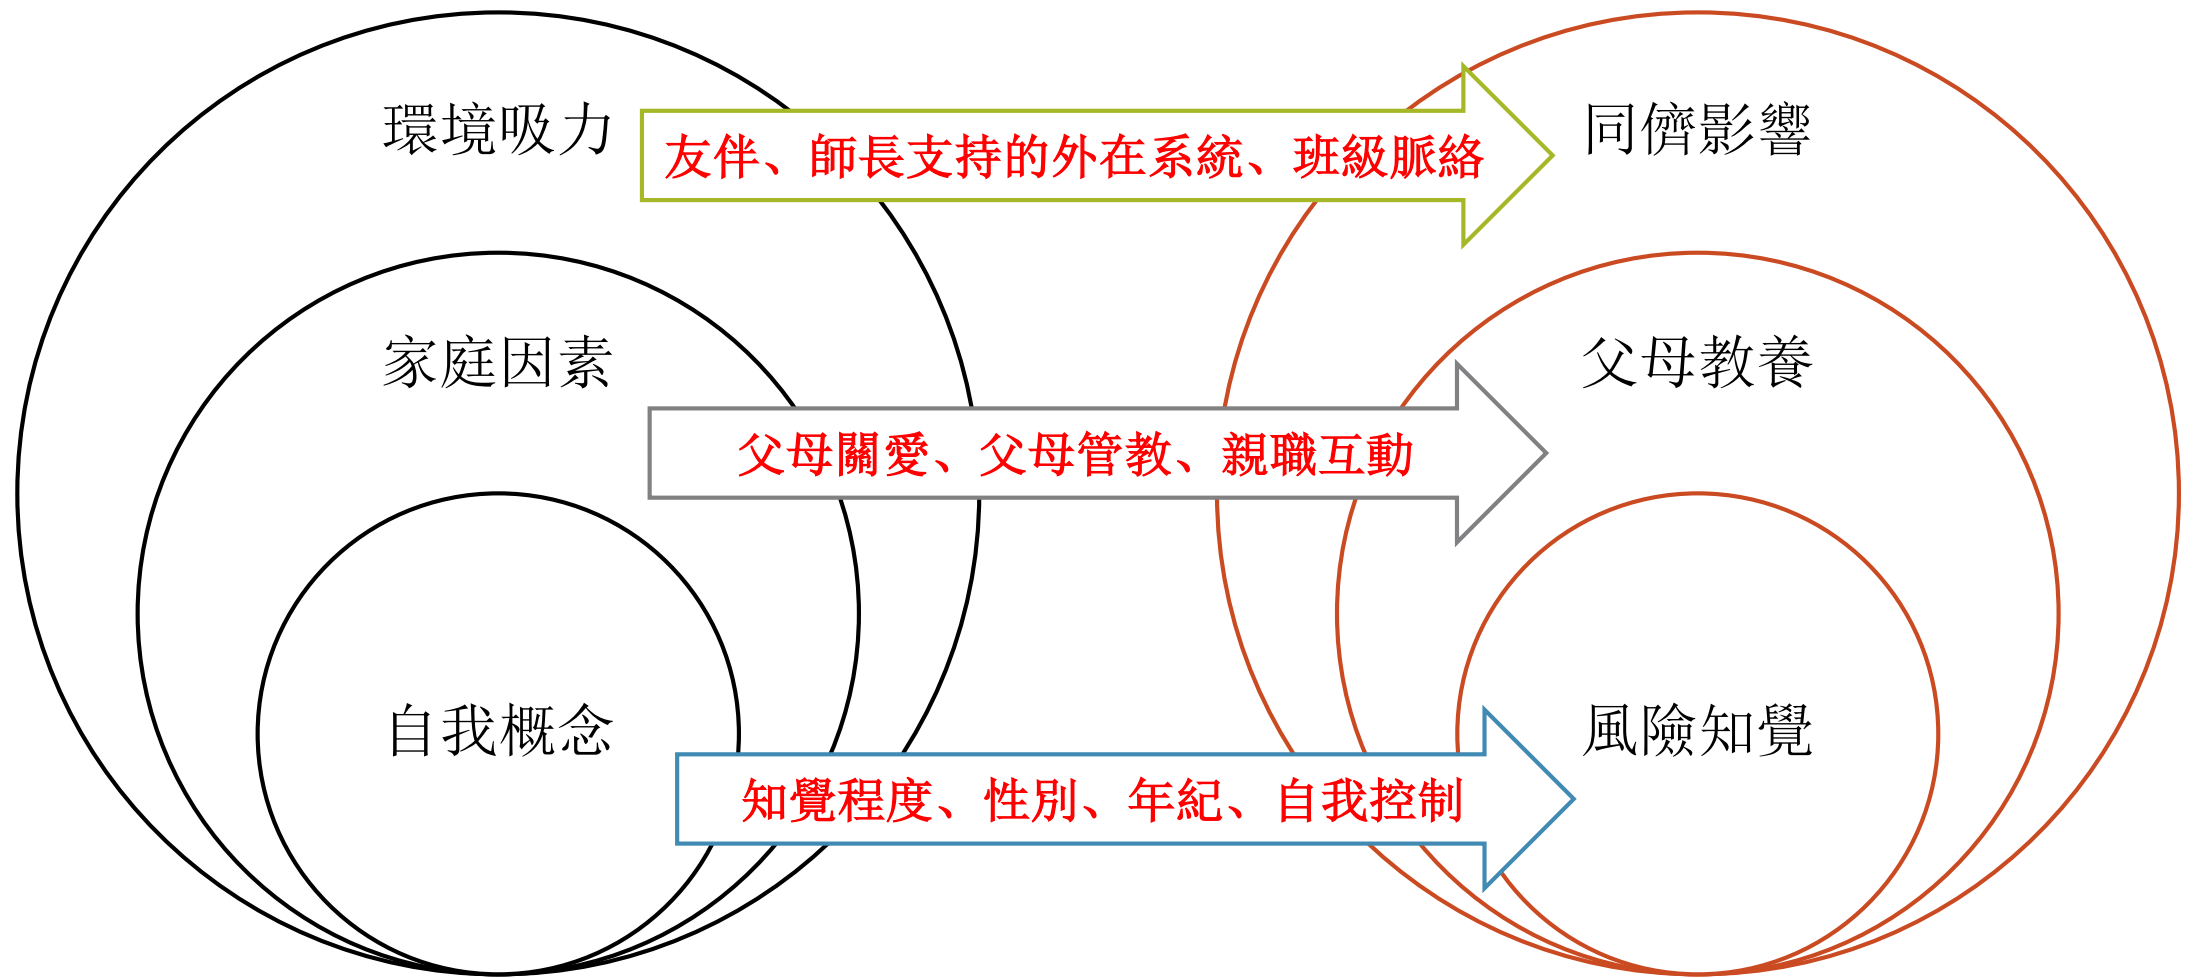 環境吸力
友伴、師長支持的外在系統、班級脈絡
同儕影響
家庭因素
父母關愛、父母管教、親職互動
父母教養
自我概念
知覺程度、性別、年紀、自我控制
風險知覺